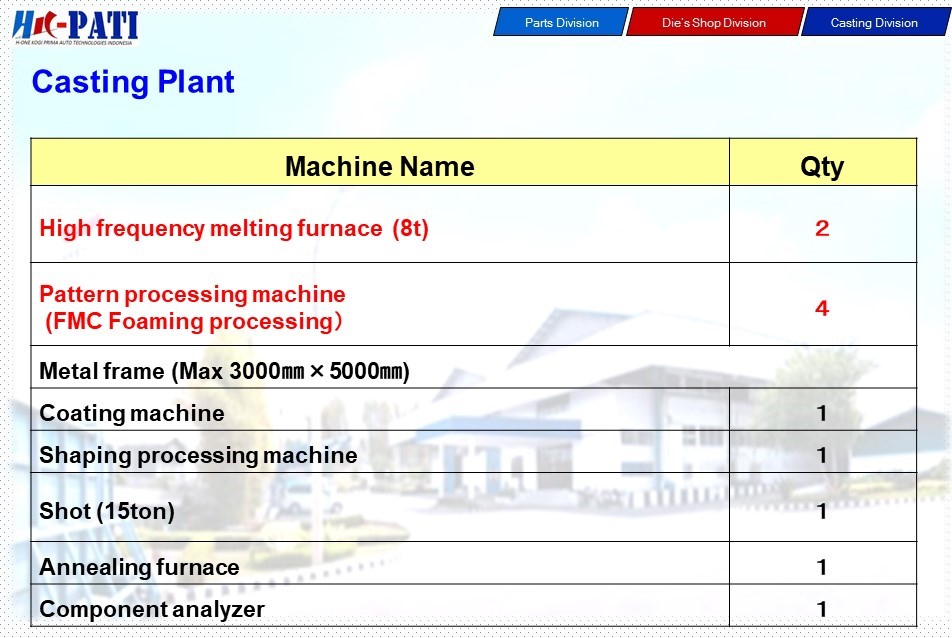 HK-PATI
H-ONE KOGI PRIMA AUTO TECHNOLOGIES INDONESIA
Parts Division
Die's Shop Division
Casting Division
Casting Plant
Machine Name Qty
High frequency melting furnace (8t) 2
Pattern processing machine
(FMC Foaming processing） 4
Metal frame (Max 3000㎜ × 5000㎜)
Coating machine 1
Shaping processing machine 1
Shot (15ton) 1
Annealing furnace 1
Component analyzer 1